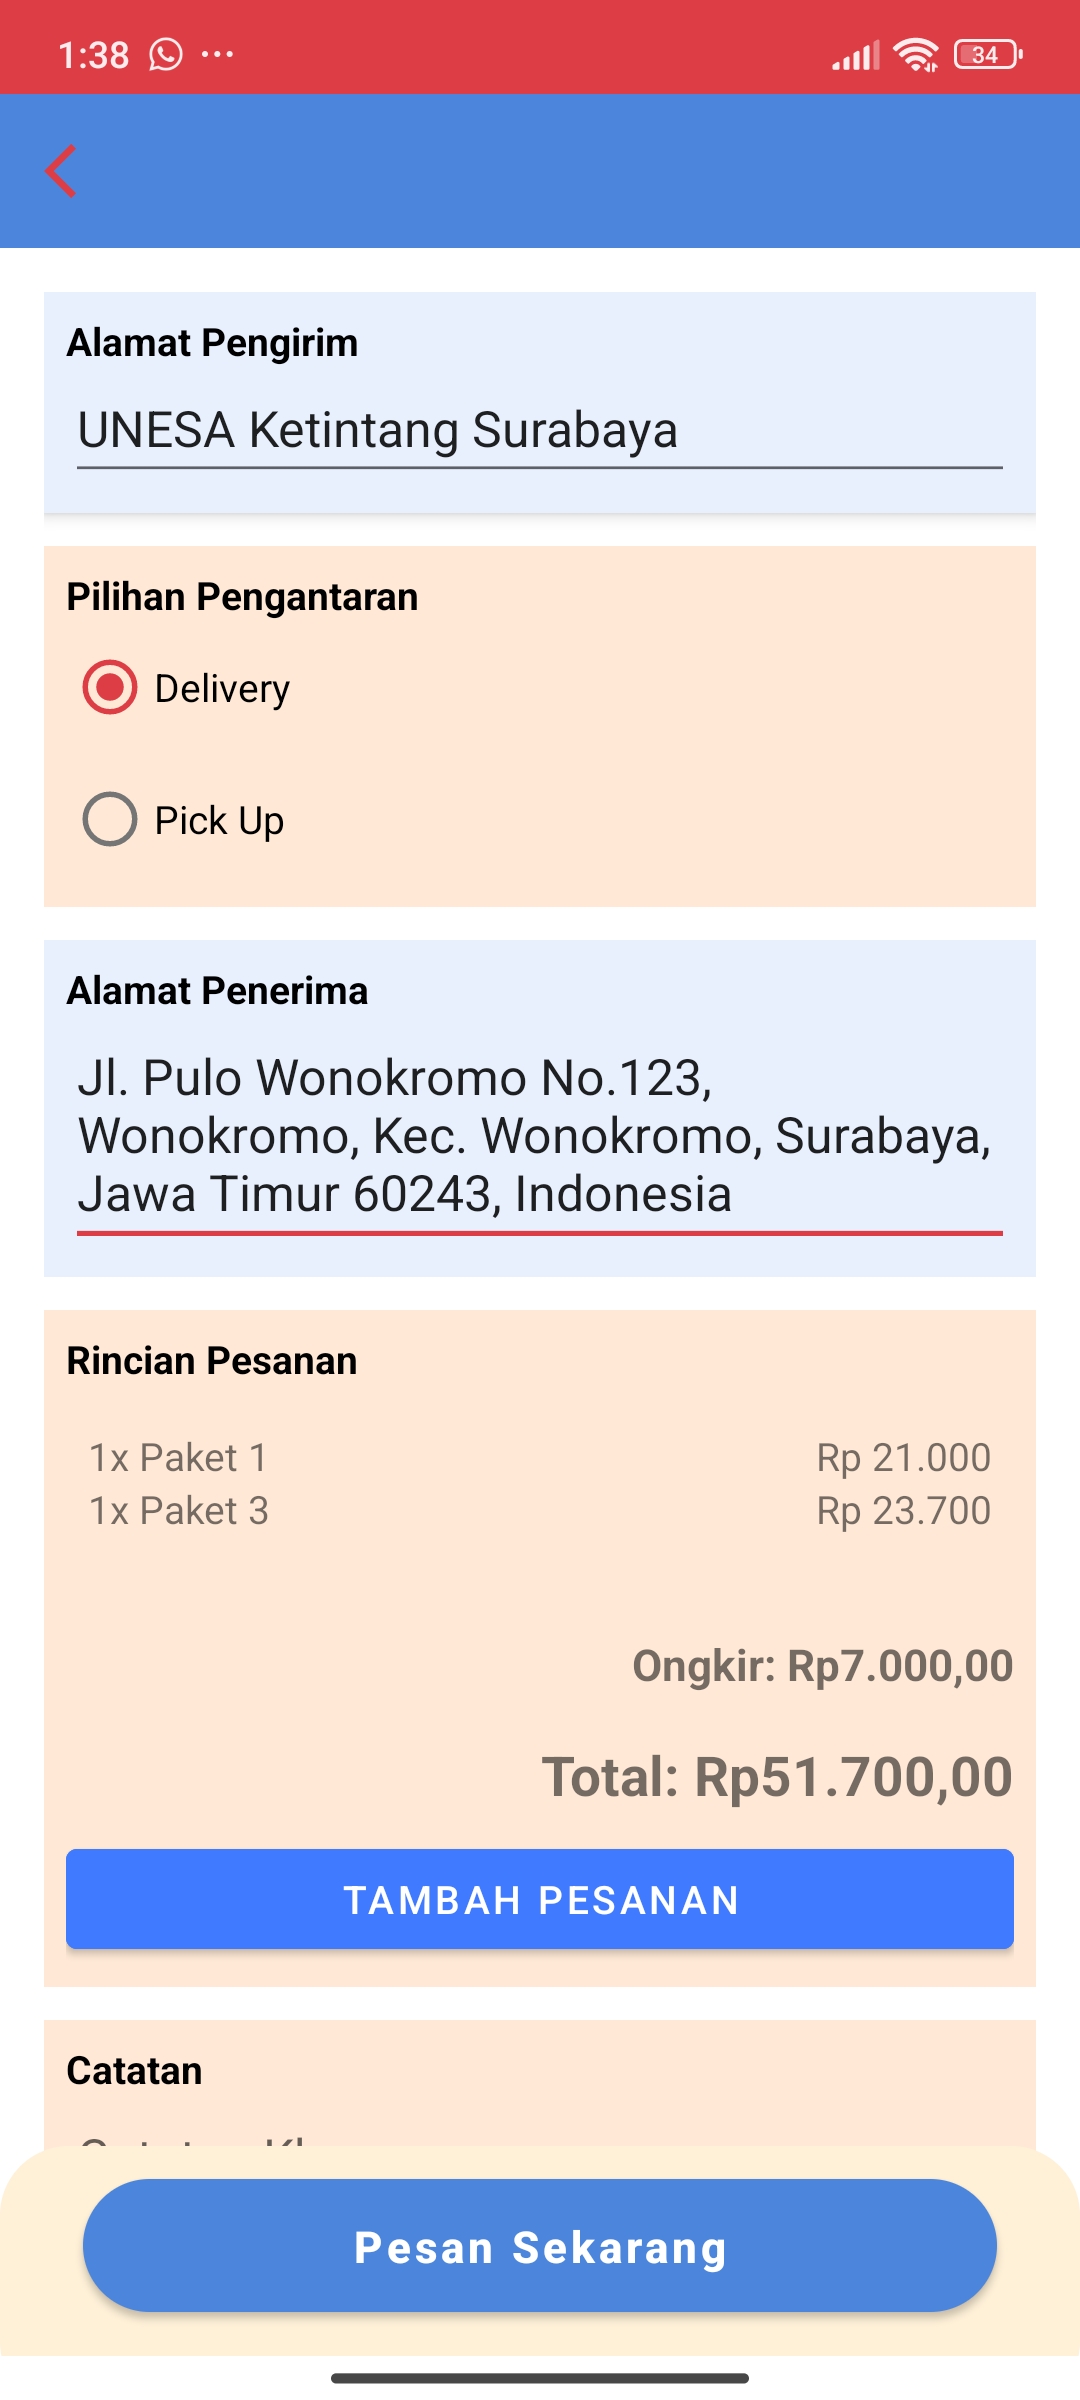 1:38
34
Alamat Pengirim
UNESA Ketintang Surabaya
Pilihan Pengantaran
Delivery
Pick Up
Alamat Penerima
Jl. Pulo Wonokromo No.123,
Wonokromo, Kec. Wonokromo, Surabaya,
Jawa Timur 60243, Indonesia
Rincian Pesanan
1x Paket 1 Rp 21.000
1x Paket 3 Rp 23.700
Ongkir: Rp7.000,00
Total: Rp51.700,00
TAMBAH PESANAN
Catatan
Pesan Sekarang